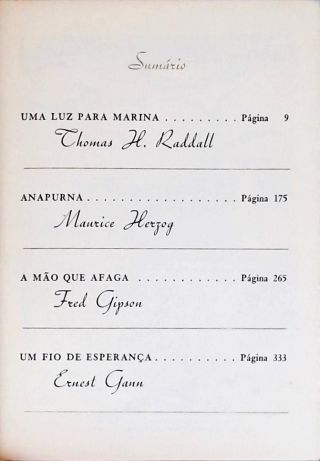 Sumário
UMA LUZ PARA MARINA . . . . . . . . . Página 9
Thomas H. Raddall
ANAPURNA . . . . . . . . . . . . . . . . . Página 175
Maurice Herzog
A MÃO QUE AFAGA . . . . . . . . . . . . Página 265
Fred Gipson
UM FIO DE ESPERANÇA . . . . . . . . . . Página 333
Ernest Gann